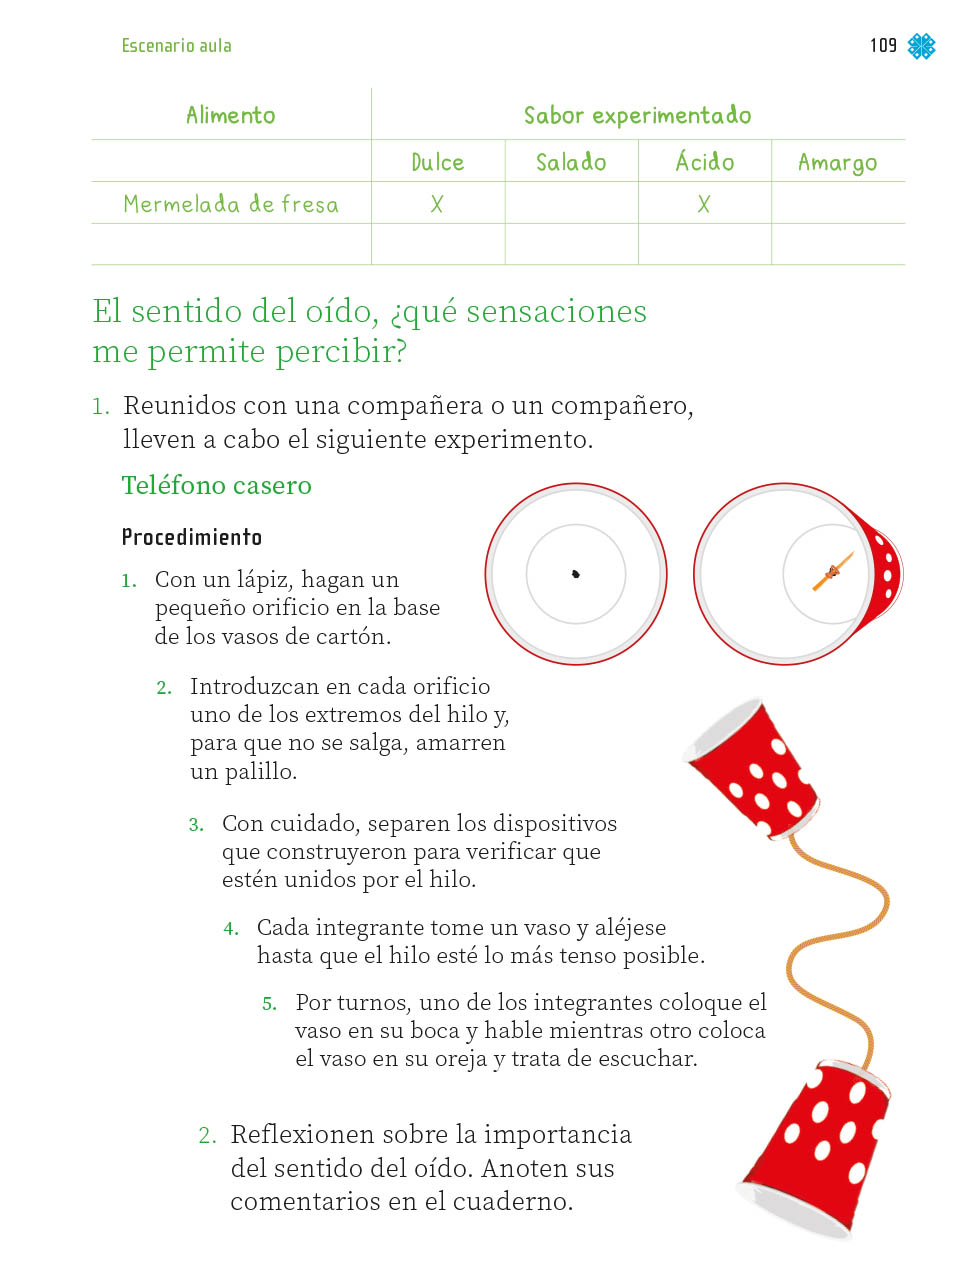 Escenario aula
109
Alimento Sabor experimentado
Dulce Salado Ácido Amargo
Mermelada de fresa X X
El sentido del oído, ¿qué sensaciones
me permite percibir?
1. Reunidos con una compañera o un compañero,
lleven a cabo el siguiente experimento.
Teléfono casero
Procedimiento
1. Con un lápiz, hagan un
pequeño orificio en la base
de los vasos de cartón.
2. Introduzcan en cada orificio
uno de los extremos del hilo y,
para que no se salga, amarren
un palillo.
3. Con cuidado, separen los dispositivos
que construyeron para verificar que
estén unidos por el hilo.
4. Cada integrante tome un vaso y aléjese
hasta que el hilo esté lo más tenso posible.
5. Por turnos, uno de los integrantes coloque el
vaso en su boca y hable mientras otro coloca
el vaso en su oreja y trata de escuchar.
2. Reflexionen sobre la importancia
del sentido del oído. Anoten sus
comentarios en el cuaderno.